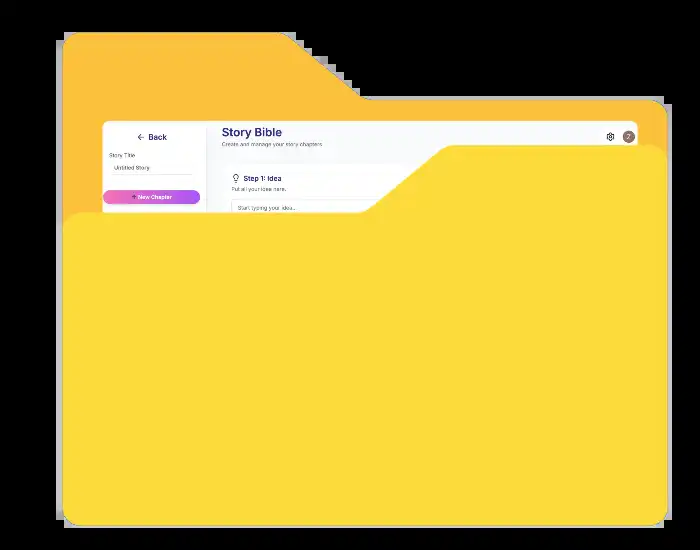 Back
Story Title
Untitled Story
+ New Chapter
Story Bible
Create and manage your story chapters
Step 1: Idea
Put all your idea here.
Start typing your idea...
Z